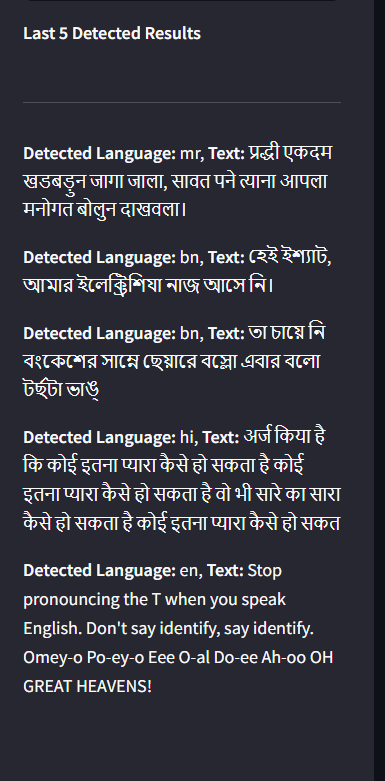 Last 5 Detected Results
Detected Language: mr, Text: प्रद्धी एकदम
खडबडुन जागा जाला, सावत पने त्याना आपला
मनोगत बोलुन दाखवला।
Detected Language: bn, Text: হেই ইশ্যাট,
আমার ইলেক্ট্রিশিযা নাজ আসে নি।
Detected Language: bn, Text: তা চায়ে নি
বংকেশের সাম্নে ছেয়ারে বস্লো এবার বলো
টর্ছটা ভাঙ্
Detected Language: hi, Text: अर्ज किया है
कि कोई इतना प्यारा कैसे हो सकता है कोई
इतना प्यारा कैसे हो सकता है वो भी सारे का सारा
कैसे हो सकता है कोई इतना प्यारा कैसे हो सकत
Detected Language: en, Text: Stop
pronouncing the T when you speak
English. Don't say identify, say identify.
Omey-o Po-ey-o Eee O-al Do-ee Ah-oo OH
GREAT HEAVENS!